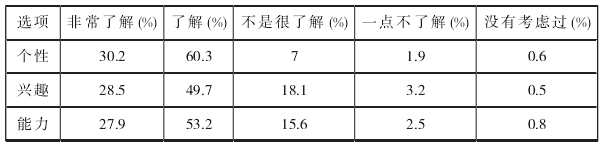 选项 非常了解(%) 了解(%) 不是很了解(%) 一点不了解(%) 没有考虑过(%)
个性 30.2 60.3 7 1.9 0.6
兴趣 28.5 49.7 18.1 3.2 0.5
能力 27.9 53.2 15.6 2.5 0.8